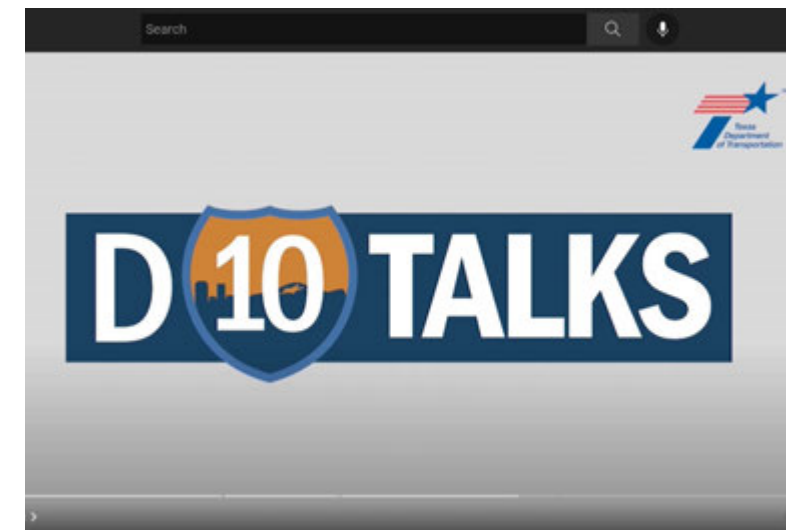 Search
Texas
Department
of Transportation
D 10 TALKS